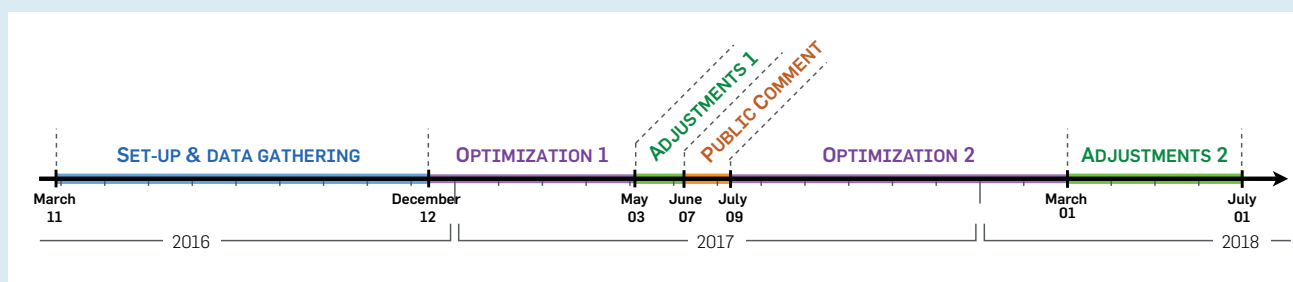 ADJUSTMENTS 1
PUBLIC COMMENT
SET-UP & DATA GATHERING
OPTIMIZATION 1
OPTIMIZATION 2
ADJUSTMENTS 2
March
11
December
12
May
03
June
07
July
09
March
01
July
01
2016
2017
2018